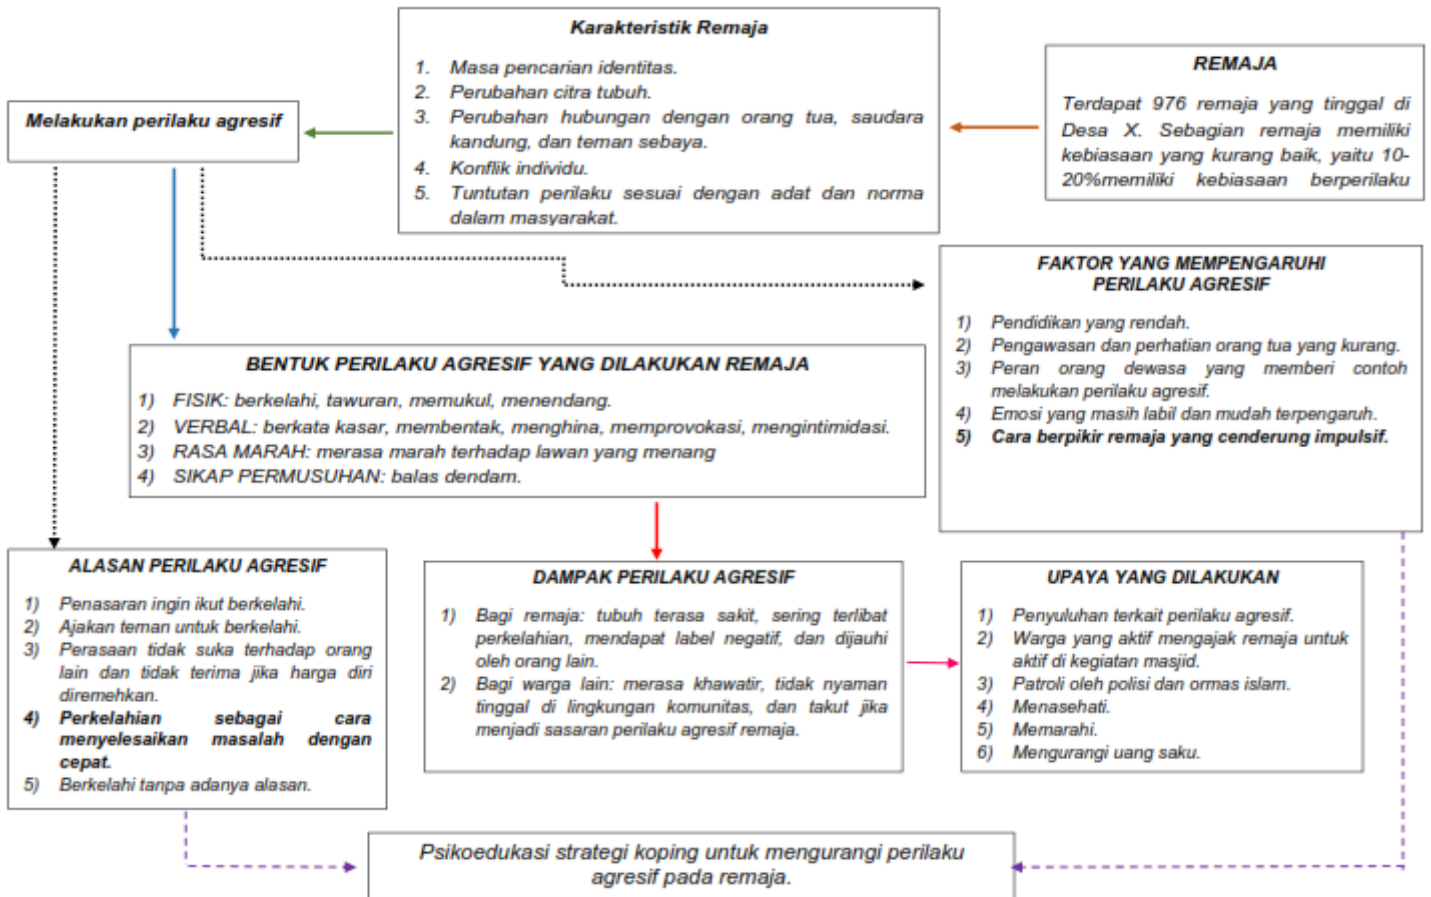 Karakteristik Remaja
1. Masa pencarian identitas.
2. Perubahan citra tubuh.
3. Perubahan hubungan dengan orang tua, saudara
kandung, dan teman sebaya.
4. Konflik individu.
5. Tuntutan perilaku sesuai dengan adat dan norma
dalam masyarakat.
REMAJA
Terdapat 976 remaja yang tinggal di
Desa X. Sebagian remaja memiliki
kebiasaan yang kurang baik, yaitu 10-
20%memiliki kebiasaan berperilaku
Melakukan perilaku agresif
FAKTOR YANG MEMPENGARUHI
PERILAKU AGRESIF
1) Pendidikan yang rendah.
2) Pengawasan dan perhatian orang tua yang kurang.
3) Peran orang dewasa yang memberi contoh
melakukan perilaku agresif.
4) Emosi yang masih labil dan mudah terpengaruh.
5) Cara berpikir remaja yang cenderung impulsif.
BENTUK PERILAKU AGRESIF YANG DILAKUKAN REMAJA
1) FISIK: berkelahi, tawuran, memukul, menendang.
2) VERBAL: berkata kasar, membentak, menghina, memprovokasi, mengintimidasi.
3) RASA MARAH: merasa marah terhadap lawan yang menang
4) SIKAP PERMUSUHAN: balas dendam.
ALASAN PERILAKU AGRESIF
1) Penasaran ingin ikut berkelahi.
2) Ajakan teman untuk berkelahi.
3) Perasaan tidak suka terhadap orang
lain dan tidak terima jika harga diri
diremehkan.
4) Perkelahian sebagai cara
menyelesaikan masalah dengan
cepat.
5) Berkelahi tanpa adanya alasan.
DAMPAK PERILAKU AGRESIF
1) Bagi remaja: tubuh terasa sakit, sering terlibat
perkelahian, mendapat label negatif, dan dijauhi
oleh orang lain.
2) Bagi warga lain: merasa khawatir, tidak nyaman
tinggal di lingkungan komunitas, dan takut jika
menjadi sasaran perilaku agresif remaja.
UPAYA YANG DILAKUKAN
1) Penyuluhan terkait perilaku agresif.
2) Warga yang aktif mengajak remaja untuk
aktif di kegiatan masjid.
3) Patroli oleh polisi dan ormas islam.
4) Menasehati.
5) Memarahi.
6) Mengurangi uang saku.
Psikoedukasi strategi koping untuk mengurangi perilaku
agresif pada remaja.